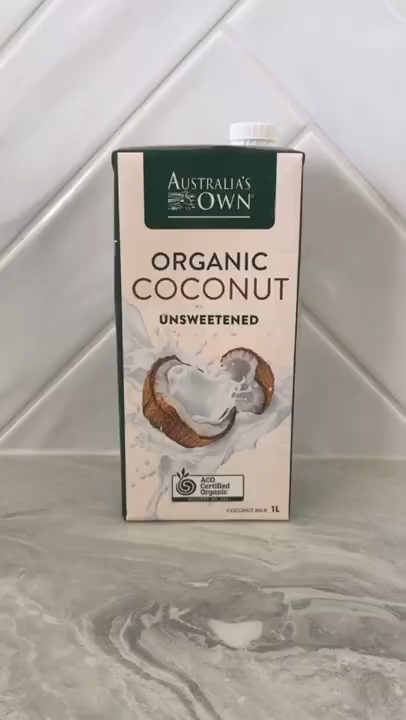 AUSTRALIA'S
OWN
ORGANIC
COCONUT
UNSWEETENED
ACO
Certified
Organic
COCONUT MILK 1L